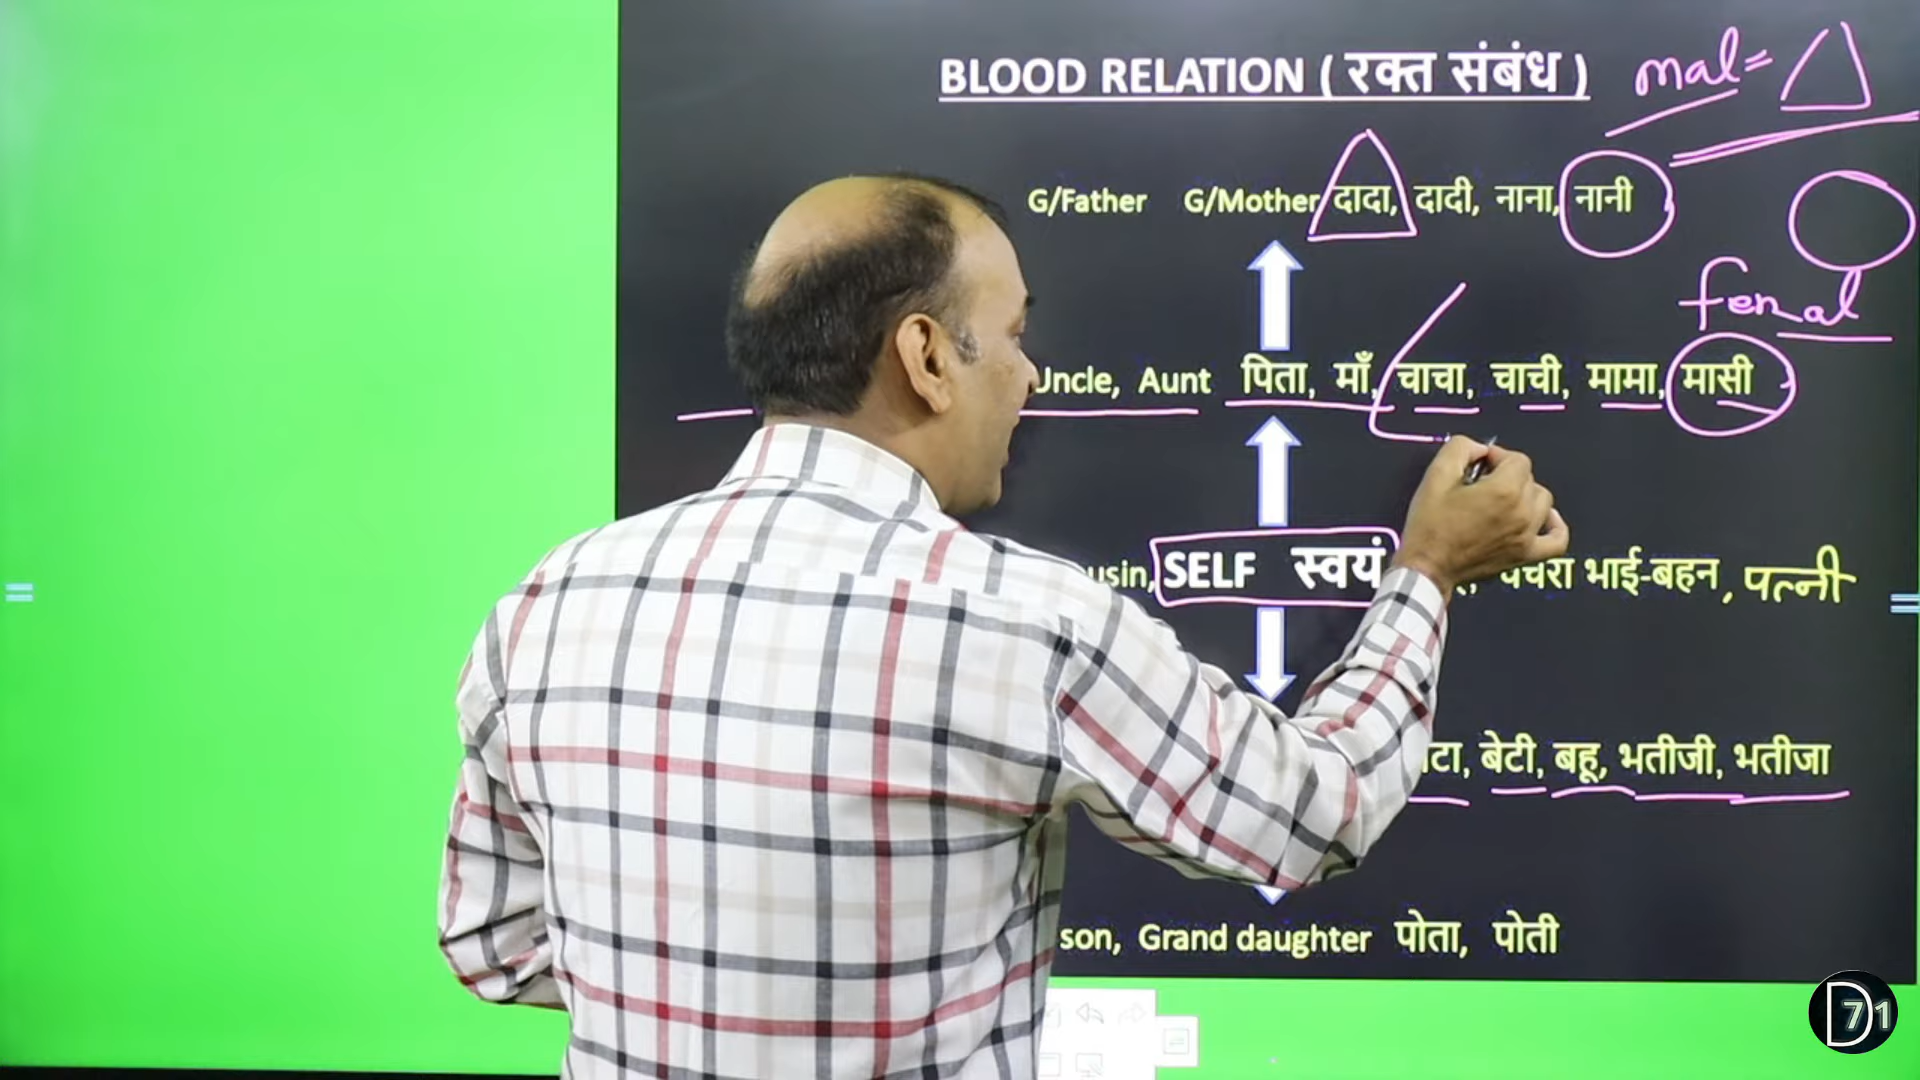 BLOOD RELATION ( रक्त संबंध ) mal=
G/Father G/Mother दादा, दादी, नाना, नानी
femal
Uncle, Aunt पिता, माँ, चाचा, चाची, मामा, मासी
SELF स्वयं भाई-बहन, पत्नी
बेटी, बहू, भतीजी, भतीजा
son, Grand daughter पोता, पोती
D71